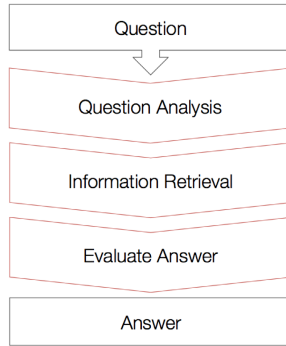 Question
Question Analysis
Information Retrieval
Evaluate Answer
Answer